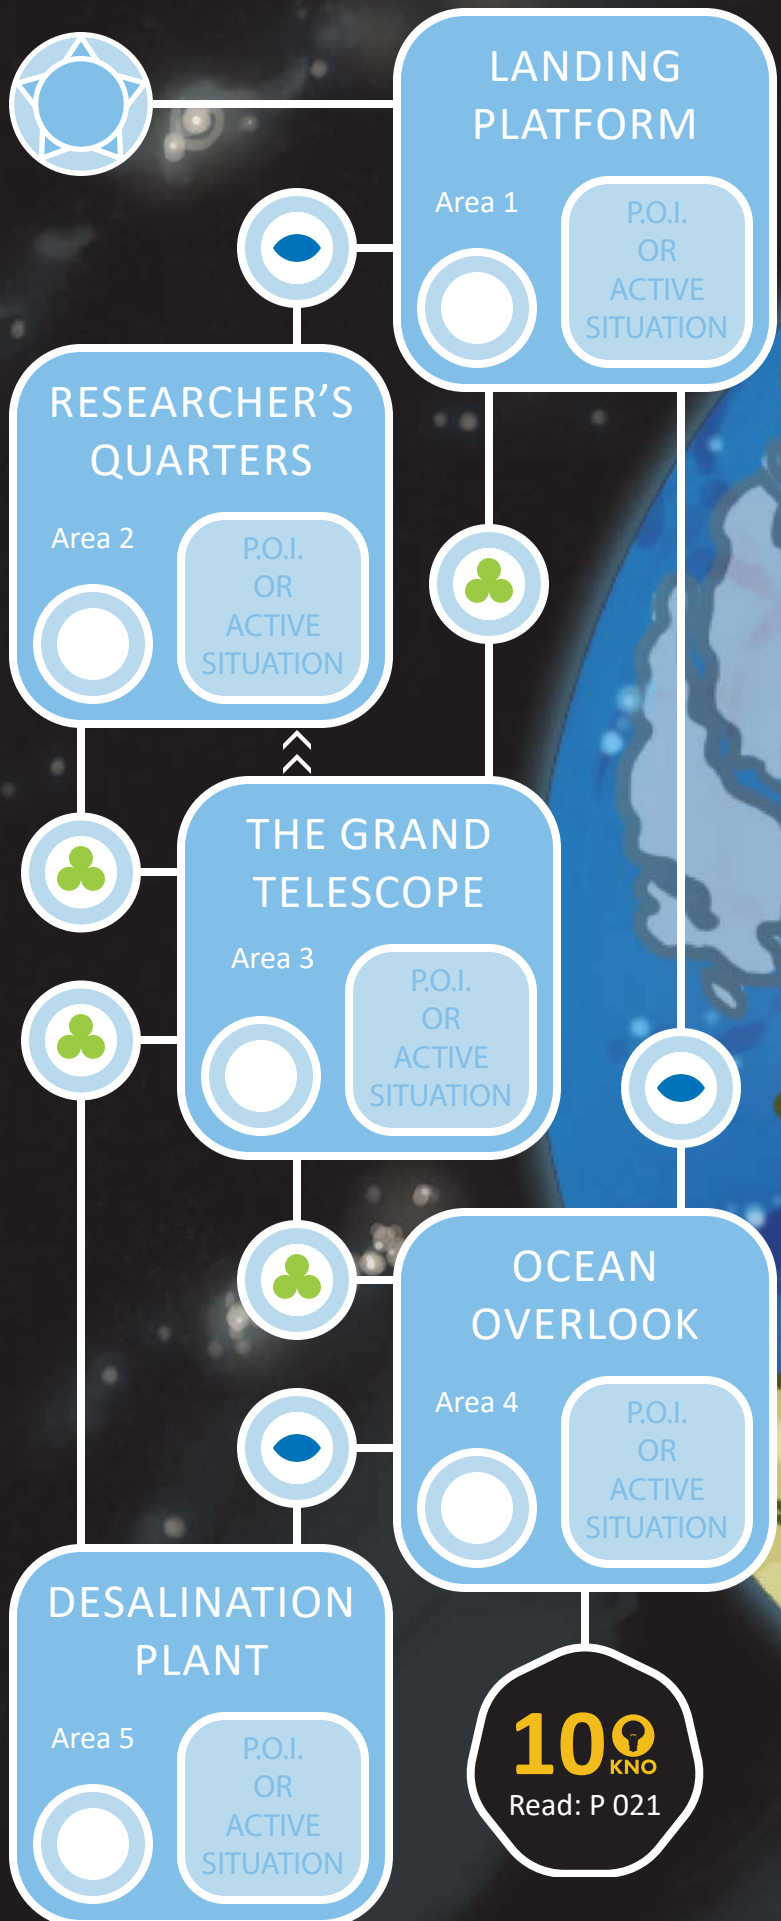 LANDING
PLATFORM
Area 1
P.O.I.
OR
ACTIVE
SITUATION
RESEARCHER’S
QUARTERS
Area 2
P.O.I.
OR
ACTIVE
SITUATION
THE GRAND
TELESCOPE
Area 3
P.O.I.
OR
ACTIVE
SITUATION
OCEAN
OVERLOOK
Area 4
P.O.I.
OR
ACTIVE
SITUATION
DESALINATION
PLANT
Area 5
P.O.I.
OR
ACTIVE
SITUATION
10 KNO
Read: P 021